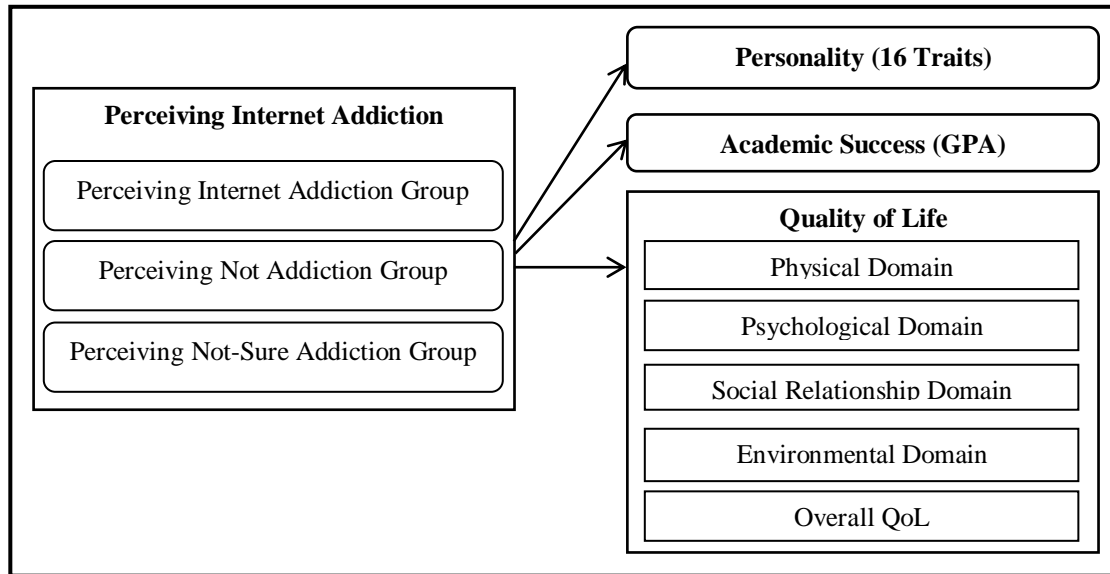 Perceiving Internet Addiction
Perceiving Internet Addiction Group
Perceiving Not Addiction Group
Perceiving Not-Sure Addiction Group
Personality (16 Traits)
Academic Success (GPA)
Quality of Life
Physical Domain
Psychological Domain
Social Relationship Domain
Environmental Domain
Overall QoL